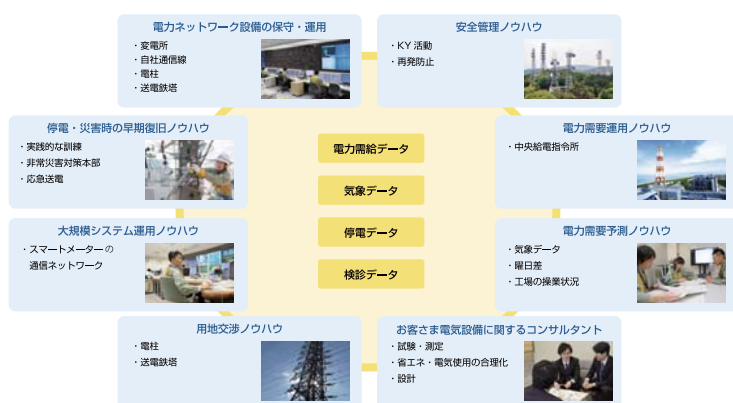 電力ネットワーク設備の保守・運用
・変電所
・自社通信線
・電柱
・送電鉄塔
安全管理ノウハウ
・KY活動
・再発防止
停電・災害時の早期復旧ノウハウ
・実践的な訓練
・非常災害対策本部
・応急送電
電力需要運用ノウハウ
・中央給電指令所
電力需給データ
気象データ
停電データ
検診データ
大規模システム運用ノウハウ
・スマートメーターの
通信ネットワーク
電力需要予測ノウハウ
・気象データ
・曜日差
・工場の操業状況
用地交渉ノウハウ
・電柱
・送電鉄塔
お客さま電気設備に関するコンサルタント
・試験・測定
・省エネ・電気使用の合理化
・設計